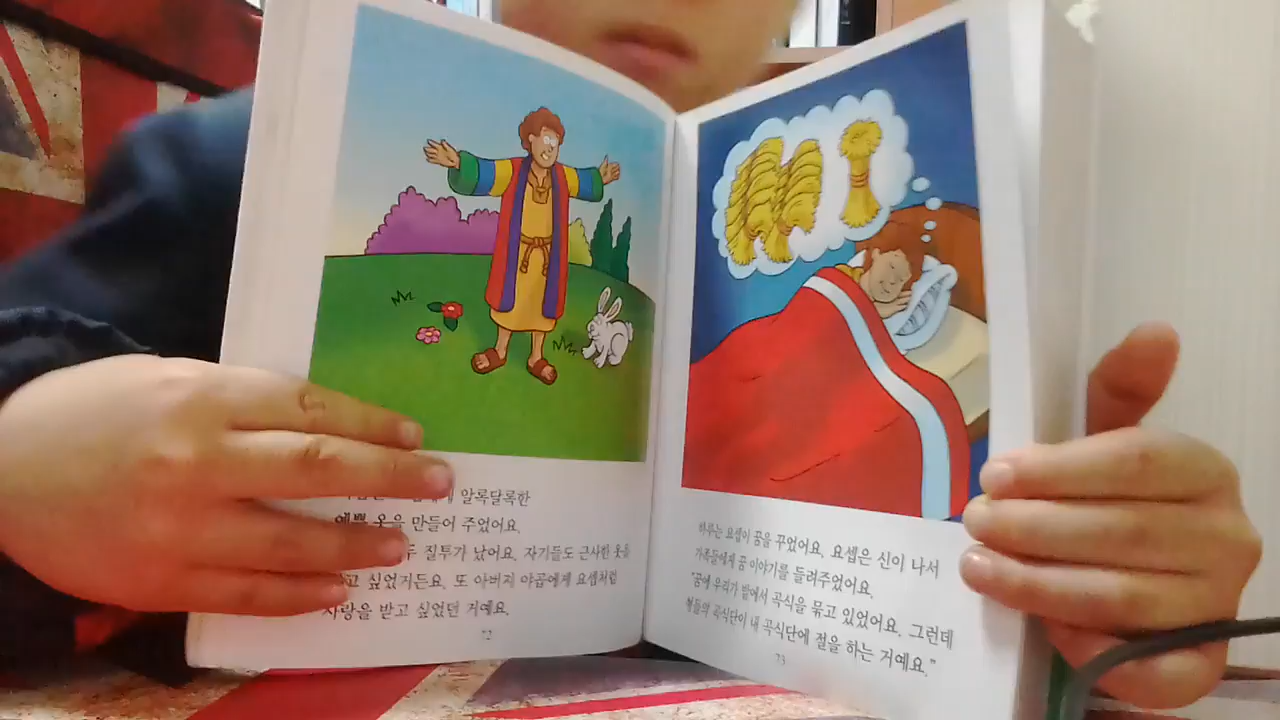 알록달록한
예쁜 옷을 만들어 주었어요.
질투가 났어요. 자기들도 근사한 옷을
싶었거든요. 또 아버지 야곱에게 요셉처럼
사랑을 받고 싶었던 거예요.
72
하루는 요셉이 꿈을 꾸었어요. 요셉은 신이 나서
가족들에게 꿈 이야기를 들려주었어요.
"꿈에 우리가 밭에서 곡식을 묶고 있었어요. 그런데
형들의 곡식단이 내 곡식단에 절을 하는 거예요."
73